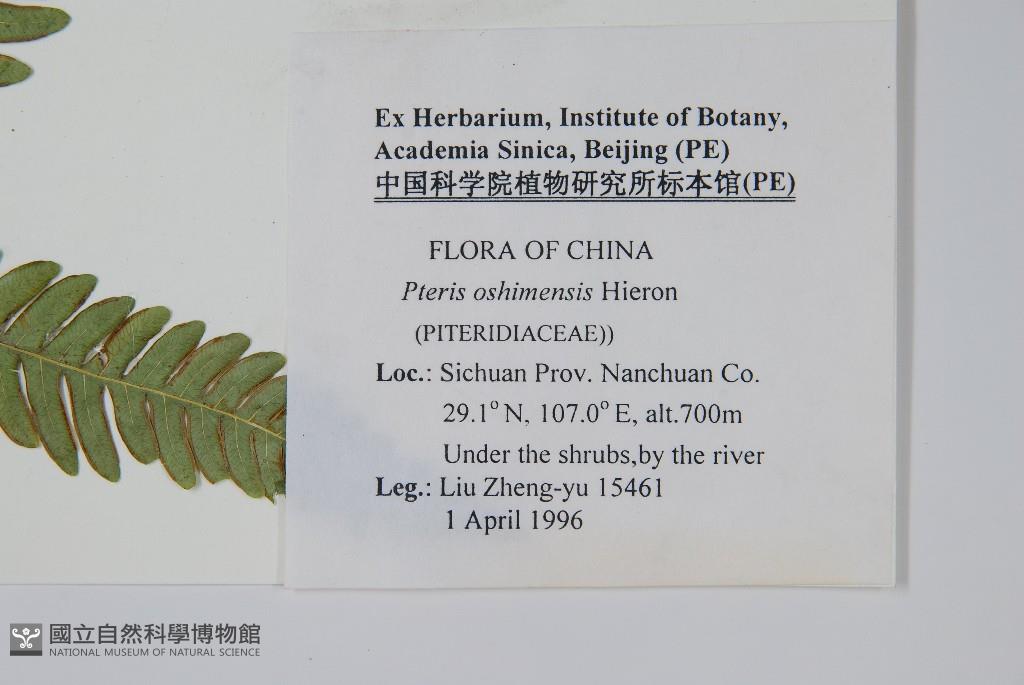 Ex Herbarium, Institute of Botany,
Academia Sinica, Beijing (PE)
中国科学院植物研究所标本馆(PE)
FLORA OF CHINA
Pteris oshimensis Hieron
(PITERIDIACEAE))
Loc.: Sichuan Prov. Nanchuan Co.
29.1° N, 107.0° E, alt.700m
Under the shrubs,by the river
Leg.: Liu Zheng-yu 15461
1 April 1996
國立自然科學博物館
NATIONAL MUSEUM OF NATURAL SCIENCE